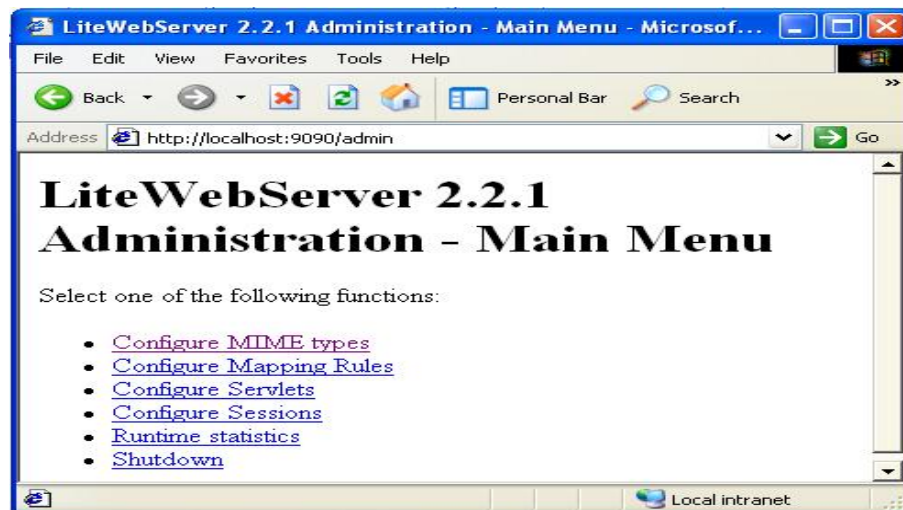 LiteWebServer 2.2.1 Administration - Main Menu - Microsof...
File Edit View Favorites Tools Help
Back Personal Bar Search »
Address http://localhost:9090/admin Go
LiteWebServer 2.2.1
Administration - Main Menu
Select one of the following functions:
• Configure MIME types
• Configure Mapping Rules
• Configure Servlets
• Configure Sessions
• Runtime statistics
• Shutdown
Local intranet